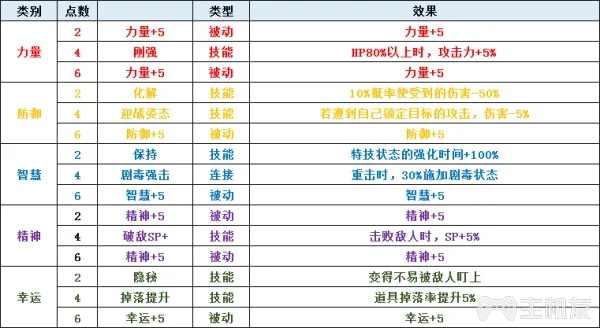 类别 点数 类型 效果
力量 2 力量+5 被动 力量+5
4 刚强 技能 HP80%以上时，攻击力+5%
6 力量+5 被动 力量+5
防御 2 化解 技能 10%概率使受到的伤害-50%
4 迎战姿态 技能 若遭到自己锁定目标的攻击，伤害-5%
6 防御+5 被动 防御+5
智慧 2 保持 技能 特技状态的强化时间+100%
4 剧毒强击 连接 重击时，30%施加剧毒状态
6 智慧+5 被动 智慧+5
精神 2 精神+5 被动 精神+5
4 破敌SP+ 技能 击败敌人时，SP+5%
6 精神+5 被动 精神+5
幸运 2 隐秘 技能 变得不易被敌人盯上
4 掉落提升 技能 道具掉落率提升5%
6 幸运+5 被动 幸运+5
主机友